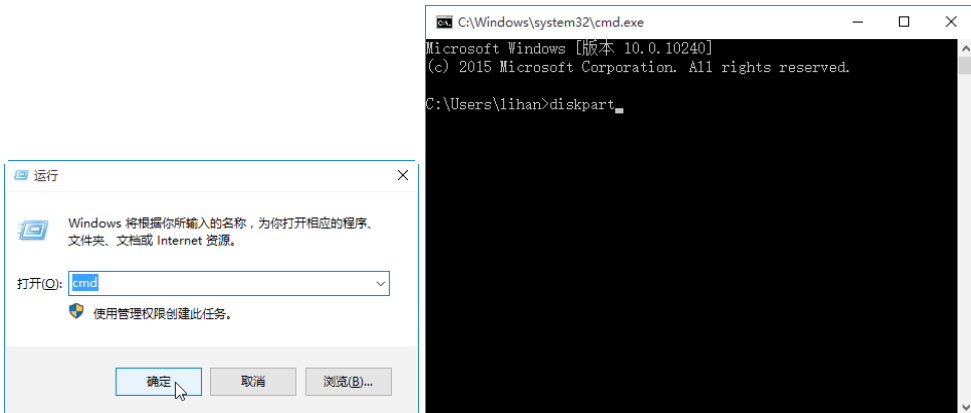 运行
Windows 将根据你所输入的名称，为你打开相应的程序、
文件夹、文档或 Internet 资源。
打开(O): cmd
使用管理权限创建此任务。
确定 取消 浏览(B)...
C:\Windows\system32\cmd.exe
Microsoft Windows [版本 10.0.10240]
(c) 2015 Microsoft Corporation. All rights reserved.
C:\Users\lihan>diskpart